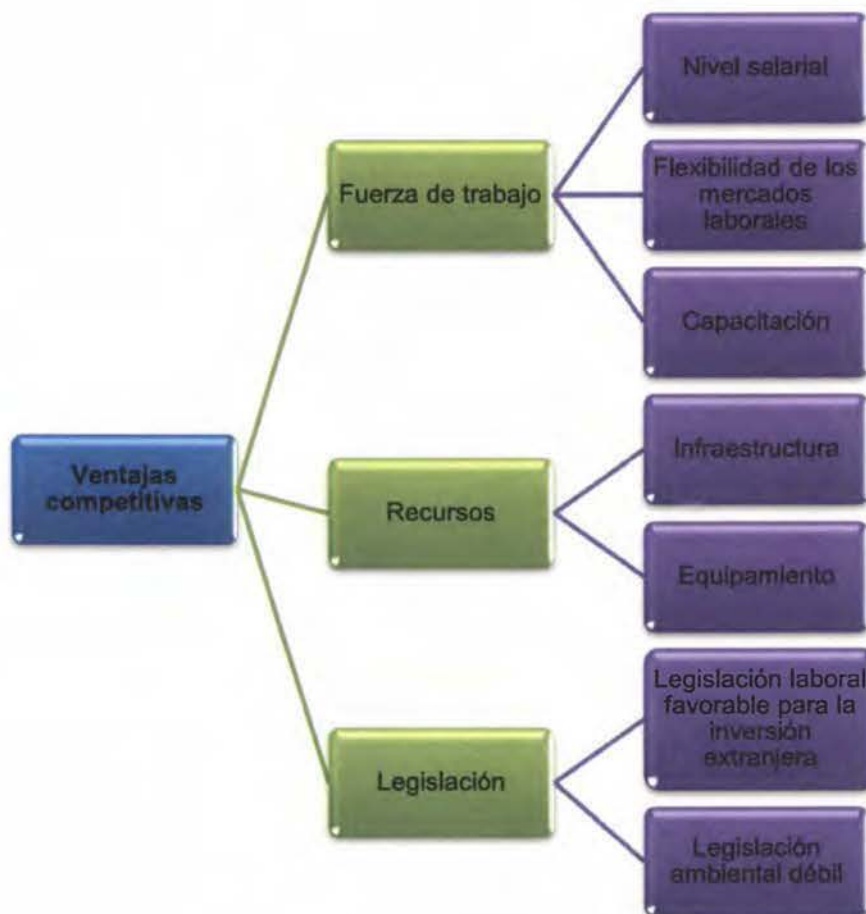 Ventajas
competitivas
Fuerza de trabajo
Nivel salarial
Flexibilidad de los
mercados
laborales
Capacitación
Recursos
Infraestructura
Equipamiento
Legislación
Legislación laboral
favorable para la
inversión
extranjera
Legislación
ambiental débil